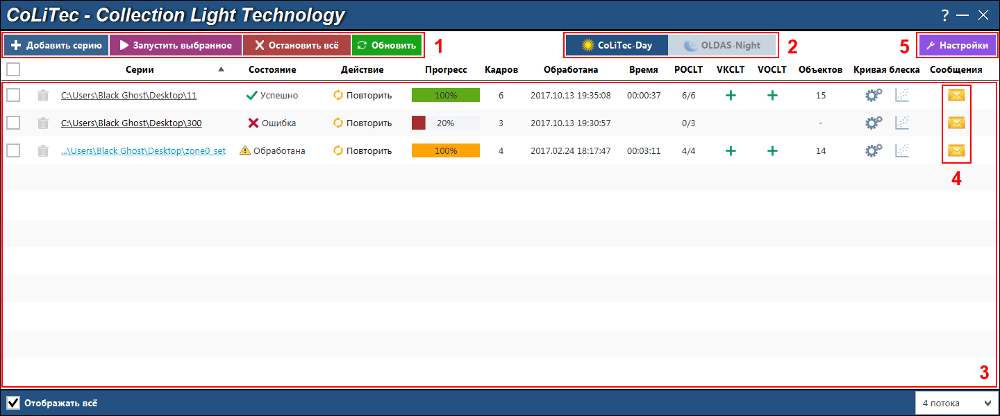 CoLiTec - Collection Light Technology ?
Добавить серию Запустить выбранное Остановить всё Обновить 1 CoLiTec-Day OLDAS-Night 2 5 Настройки
Серии Состояние Действие Прогресс Кадров Обработана Время POCLT VKCLT VOCLT Объектов Кривая блеска Сообщения
C:\Users\Black Ghost\Desktop\11 Успешно Повторить 100% 6 2017.10.13 19:35:08 00:00:37 6/6 + + 15
C:\Users\Black Ghost\Desktop\300 Ошибка Повторить 20% 3 2017.10.13 19:30:57 0/3 -
...\Users\Black Ghost\Desktop\zone0_set Обработана Повторить 100% 4 2017.02.24 18:17:47 00:03:11 4/4 + + 14
4
3
Отображать всё 4 потока